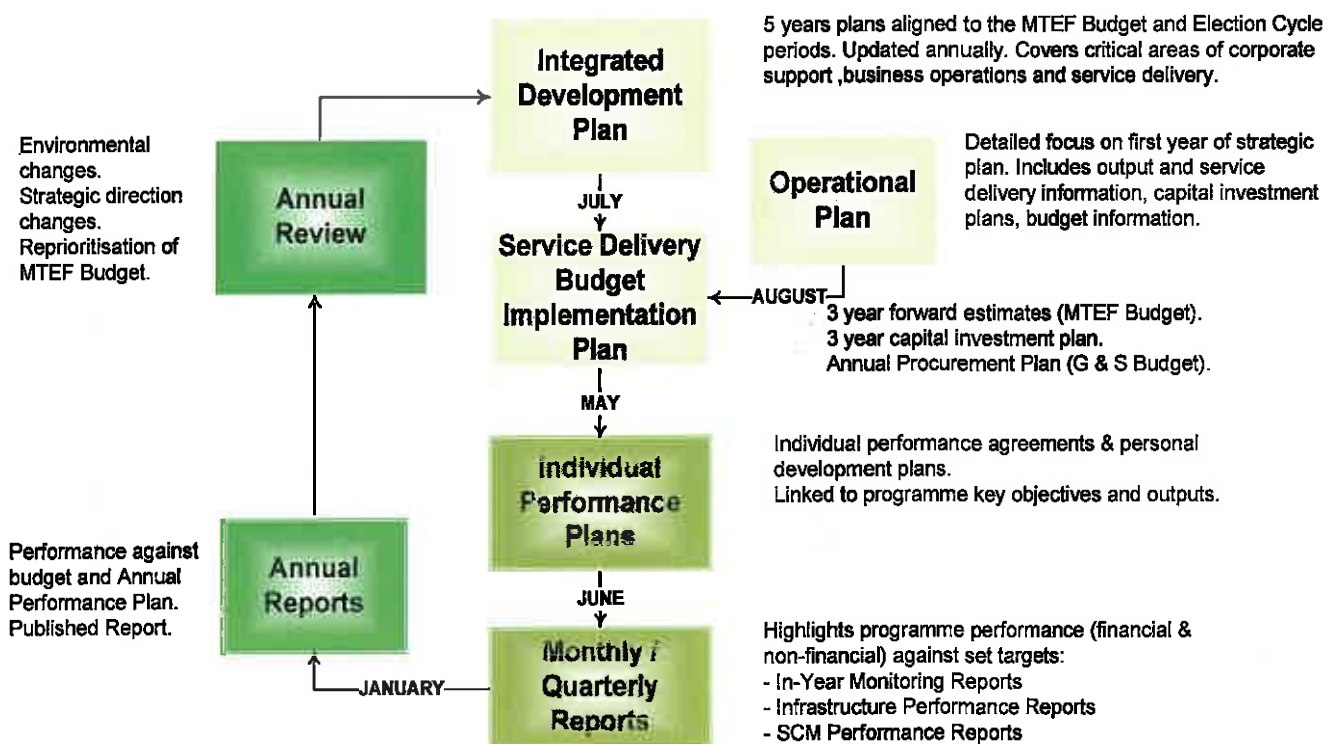 5 years plans aligned to the MTEF Budget and Election Cycle
periods. Updated annually. Covers critical areas of corporate
support ,business operations and service delivery.
Integrated
Development
Plan
Environmental
changes.
Strategic direction
changes.
Reprioritisation of
MTEF Budget.
Annual
Review
JULY
Operational
Plan
Detailed focus on first year of strategic
plan. Includes output and service
delivery information, capital investment
plans, budget information.
Service Delivery
Budget
Implementation
Plan
AUGUST
3 year forward estimates (MTEF Budget).
3 year capital investment plan.
Annual Procurement Plan (G & S Budget).
MAY
Individual
Performance
Plans
Individual performance agreements & personal
development plans.
Linked to programme key objectives and outputs.
Performance against
budget and Annual
Performance Plan.
Published Report.
Annual
Reports
JUNE
Monthly /
Quarterly
Reports
JANUARY
Highlights programme performance (financial &
non-financial) against set targets:
- In-Year Monitoring Reports
- Infrastructure Performance Reports
- SCM Performance Reports